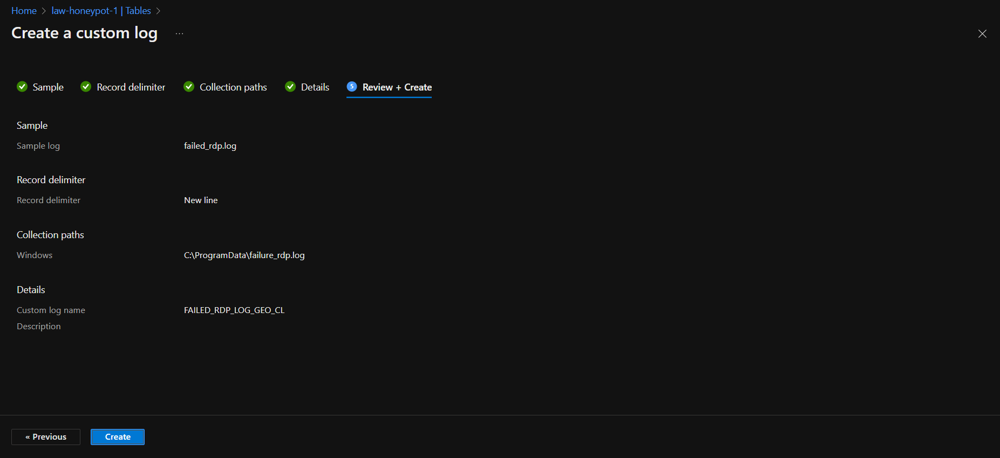 Home > law-honeypot-1 | Tables >
Create a custom log ...
Sample Record delimiter Collection paths Details 5 Review + Create
Sample
Sample log failed_rdp.log
Record delimiter
Record delimiter New line
Collection paths
Windows C:\ProgramData\failure_rdp.log
Details
Custom log name FAILED_RDP_LOG_GEO_CL
Description
« Previous Create